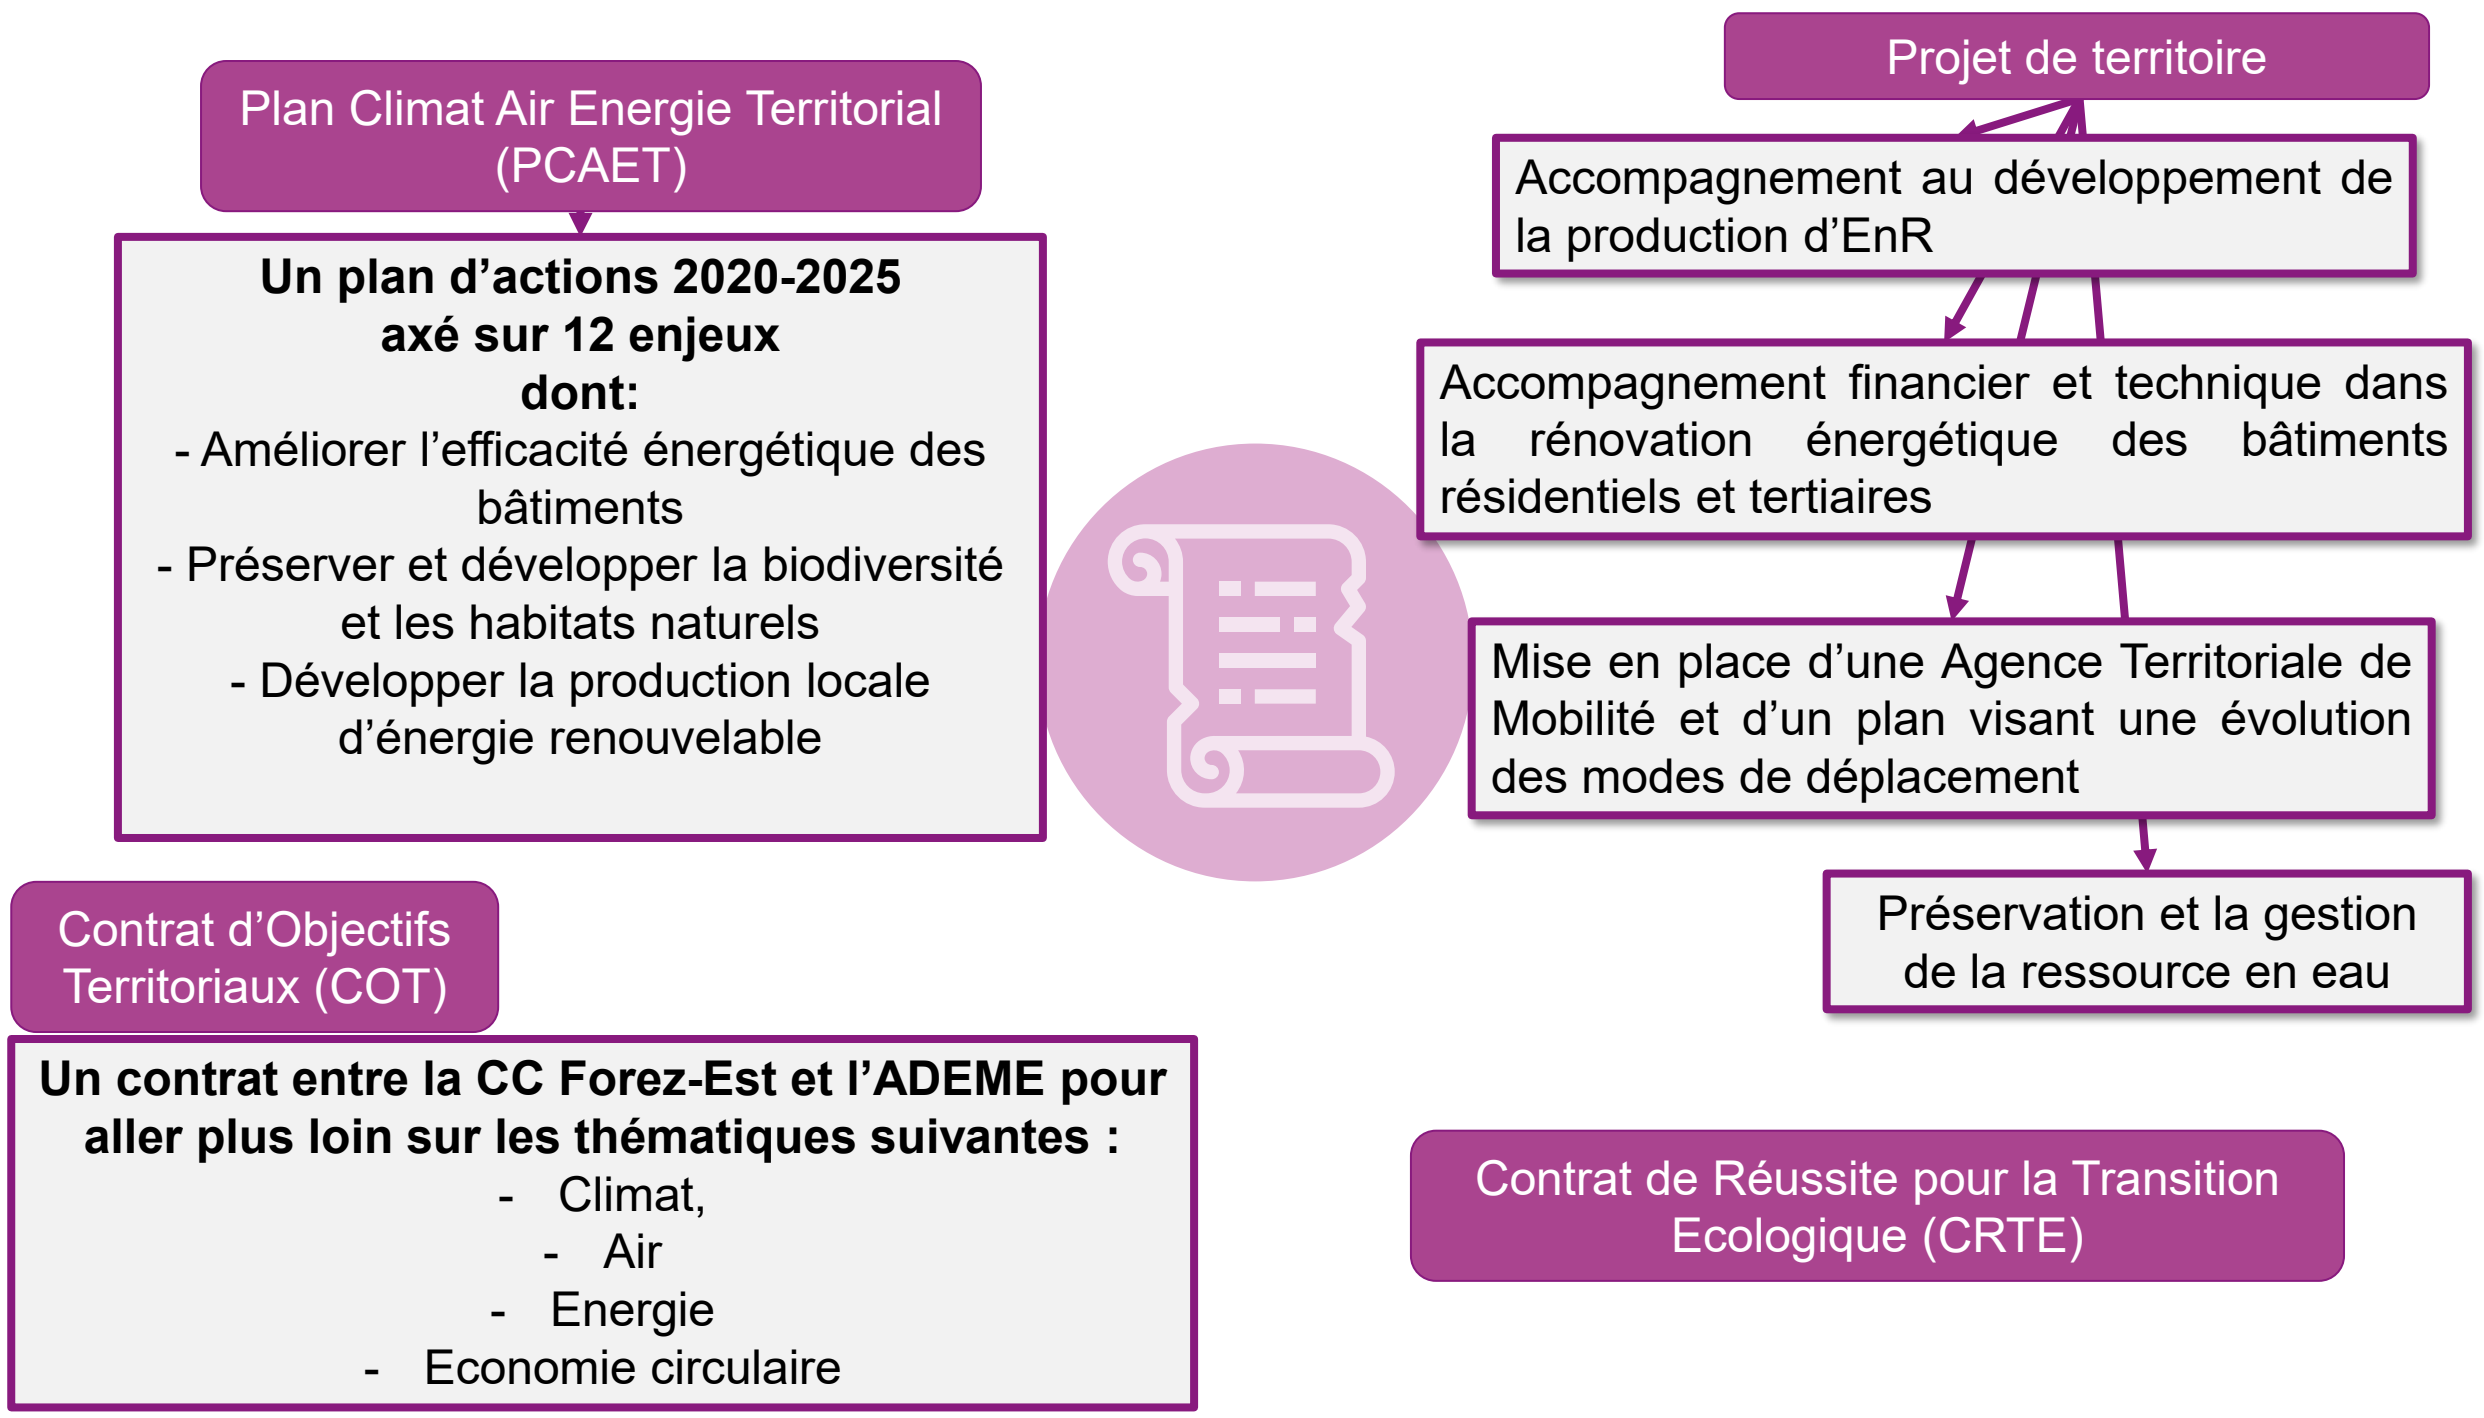 Plan Climat Air Energie Territorial
(PCAET)
Un plan d’actions 2020-2025
axé sur 12 enjeux
dont:
- Améliorer l’efficacité énergétique des
bâtiments
- Préserver et développer la biodiversité
et les habitats naturels
- Développer la production locale
d’énergie renouvelable
Contrat d’Objectifs
Territoriaux (COT)
Un contrat entre la CC Forez-Est et l’ADEME pour
aller plus loin sur les thématiques suivantes :
- Climat,
- Air
- Energie
- Economie circulaire
Projet de territoire
Accompagnement au développement de
la production d’EnR
Accompagnement financier et technique dans
la rénovation énergétique des bâtiments
résidentiels et tertiaires
Mise en place d’une Agence Territoriale de
Mobilité et d’un plan visant une évolution
des modes de déplacement
Préservation et la gestion
de la ressource en eau
Contrat de Réussite pour la Transition
Ecologique (CRTE)